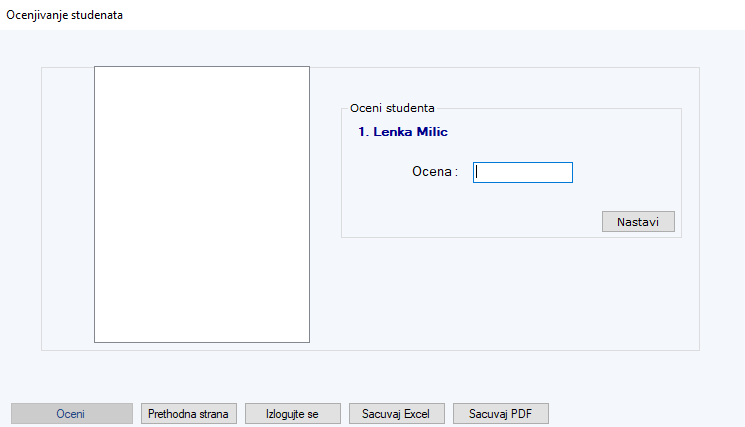 Ocenjivanje studenata
Oceni studenta
1. Lenka Milic
Ocena :
Nastavi
Oceni
Prethodna strana
Izlogujte se
Sacuvaj Excel
Sacuvaj PDF